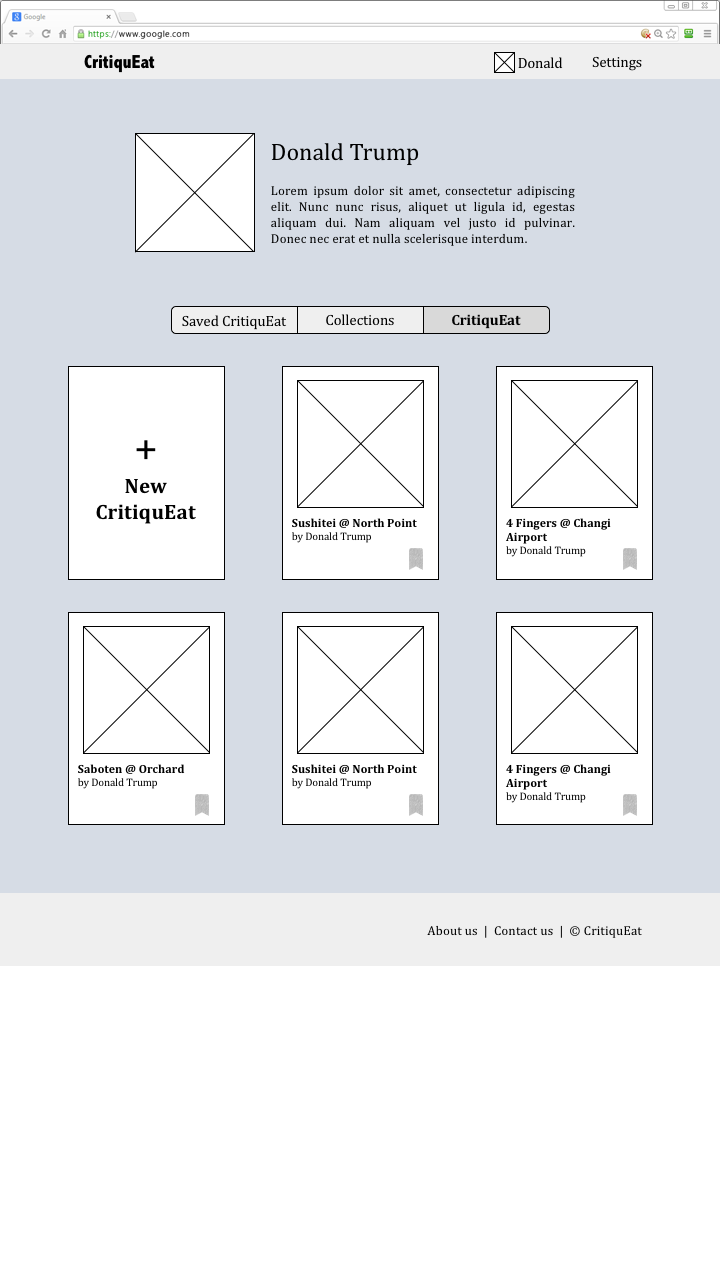 Google
https://www.google.com
CritiquEat
Donald
Settings
Donald Trump
Lorem ipsum dolor sit amet, consectetur adipiscing
elit. Nunc nunc risus, aliquet ut ligula id, egestas
aliquam dui. Nam aliquam vel justo id pulvinar.
Donec nec erat et nulla scelerisque interdum.
Saved CritiquEat
Collections
CritiquEat
+
New
CritiquEat
Sushitei @ North Point
by Donald Trump
4 Fingers @ Changi
Airport
by Donald Trump
Saboten @ Orchard
by Donald Trump
Sushitei @ North Point
by Donald Trump
4 Fingers @ Changi
Airport
by Donald Trump
About us | Contact us | © CritiquEat